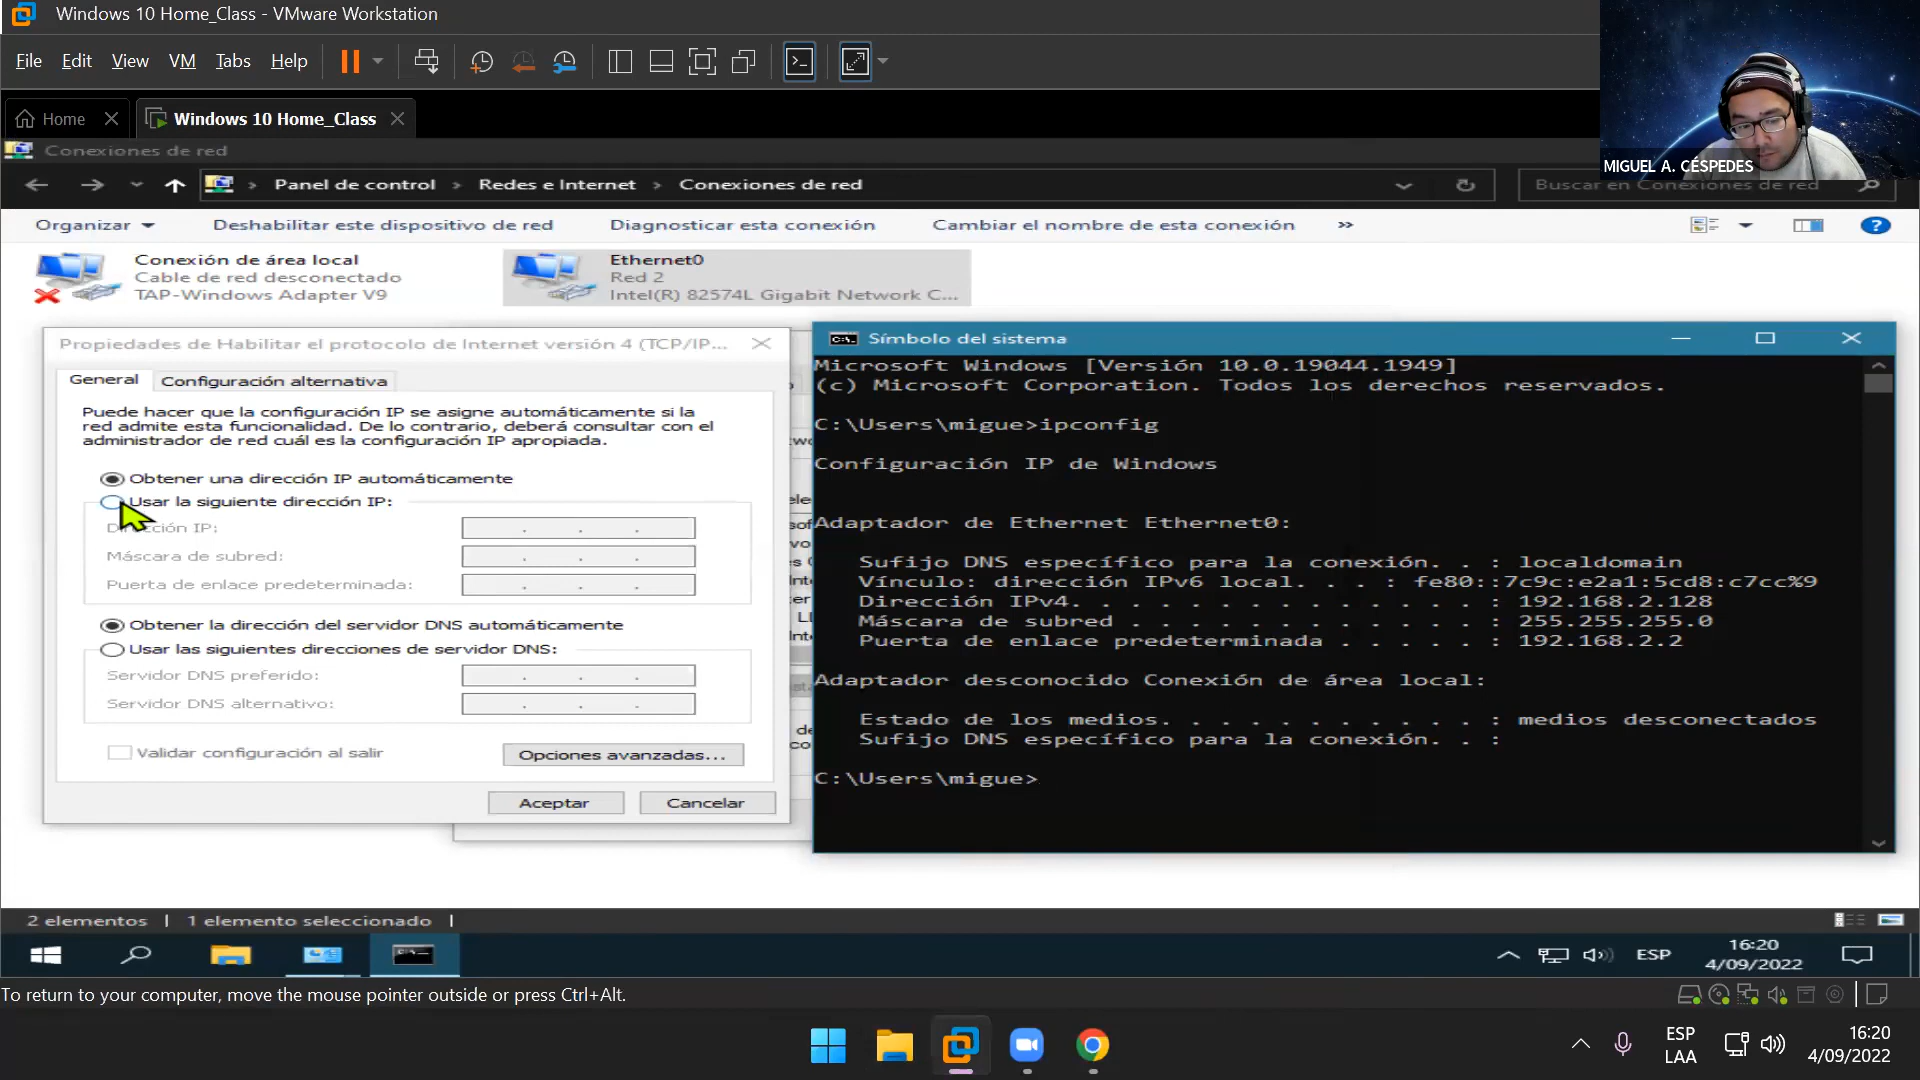 Windows 10 Home_Class - VMware Workstation
File Edit View VM Tabs Help
Home
Windows 10 Home_Class
MIGUEL A. CÉSPEDES
Conexiones de red
Panel de control > Redes e Internet > Conexiones de red
Buscar en Conexiones de red
Organizar Deshabilitar este dispositivo de red Diagnosticar esta conexión Cambiar el nombre de esta conexión »
Conexión de área local
Cable de red desconectado
TAP-Windows Adapter V9
Ethernet0
Red 2
Intel(R) 82574L Gigabit Network C...
Propiedades de Habilitar el protocolo de Internet versión 4 (TCP/IP...
General Configuración alternativa
Puede hacer que la configuración IP se asigne automáticamente si la
red admite esta funcionalidad. De lo contrario, deberá consultar con el
administrador de red cuál es la configuración IP apropiada.
Obtener una dirección IP automáticamente
Usar la siguiente dirección IP:
Dirección IP:
Máscara de subred:
Puerta de enlace predeterminada:
Obtener la dirección del servidor DNS automáticamente
Usar las siguientes direcciones de servidor DNS:
Servidor DNS preferido:
Servidor DNS alternativo:
Validar configuración al salir
Opciones avanzadas...
Aceptar Cancelar
Símbolo del sistema
Microsoft Windows [Versión 10.0.19044.1949]
(c) Microsoft Corporation. Todos los derechos reservados.
C:\Users\migue>ipconfig
Configuración IP de Windows
Adaptador de Ethernet Ethernet0:
Sufijo DNS específico para la conexión. . : localdomain
Vínculo: dirección IPv6 local. . . : fe80::7c9c:e2a1:5cd8:c7cc%9
Dirección IPv4. . . . . . . . . . . . . . : 192.168.2.128
Máscara de subred . . . . . . . . . . . . : 255.255.255.0
Puerta de enlace predeterminada . . . . . : 192.168.2.2
Adaptador desconocido Conexión de área local:
Estado de los medios. . . . . . . . . . . : medios desconectados
Sufijo DNS específico para la conexión. . :
C:\Users\migue>
2 elementos | 1 elemento seleccionado |
ESP
16:20
4/09/2022
To return to your computer, move the mouse pointer outside or press Ctrl+Alt.
ESP
LAA
16:20
4/09/2022